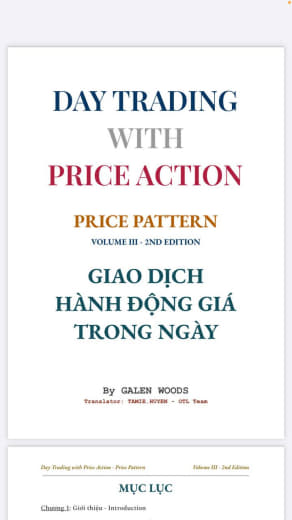 DAY TRADING
WITH
PRICE ACTION
PRICE PATTERN
VOLUME III - 2ND EDITION
GIAO DỊCH
HÀNH ĐỘNG GIÁ
TRONG NGÀY
By GALEN WOODS
Translator: TAMIE.HUYEN - OTL Team
Day Trading with Price Action - Price Pattern Volume III - 2nd Edition
MỤC LỤC
Chương 1: Giới thiệu - Introduction